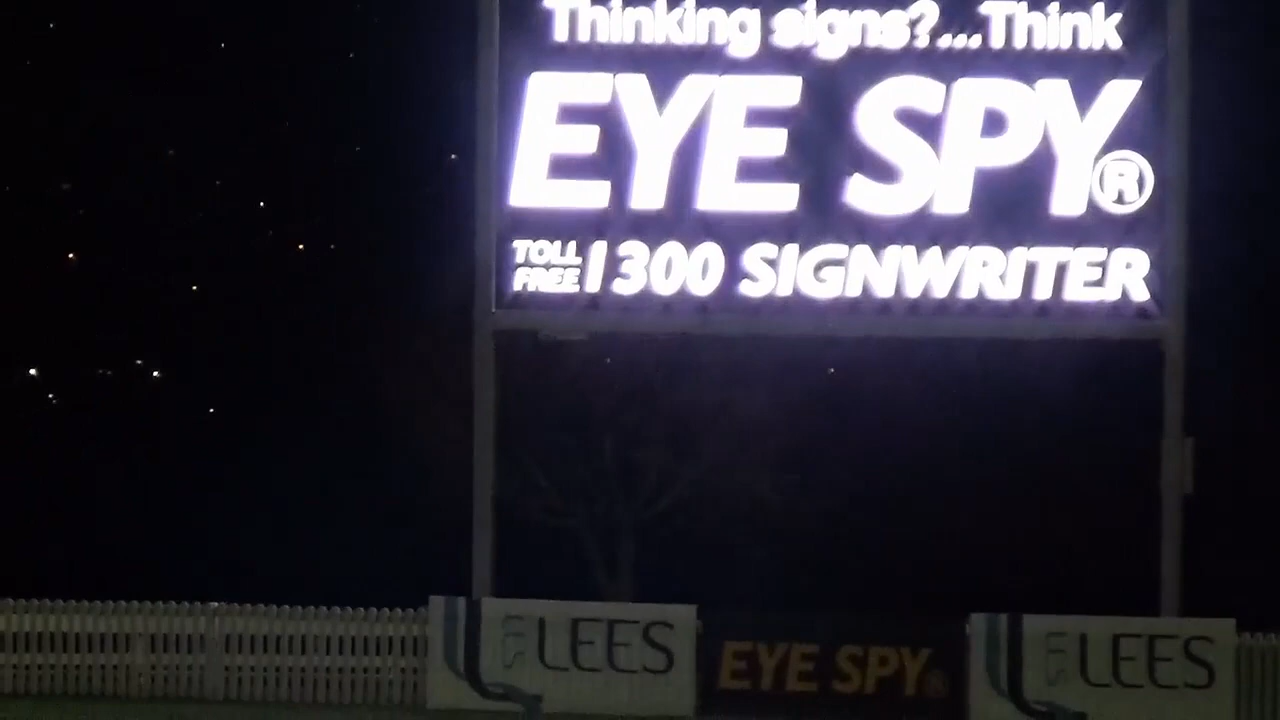 Thinking signs?...Think
EYE SPY®
TOLL FREE 1300 SIGNWRITER
LEES
EYE SPY®
LEES